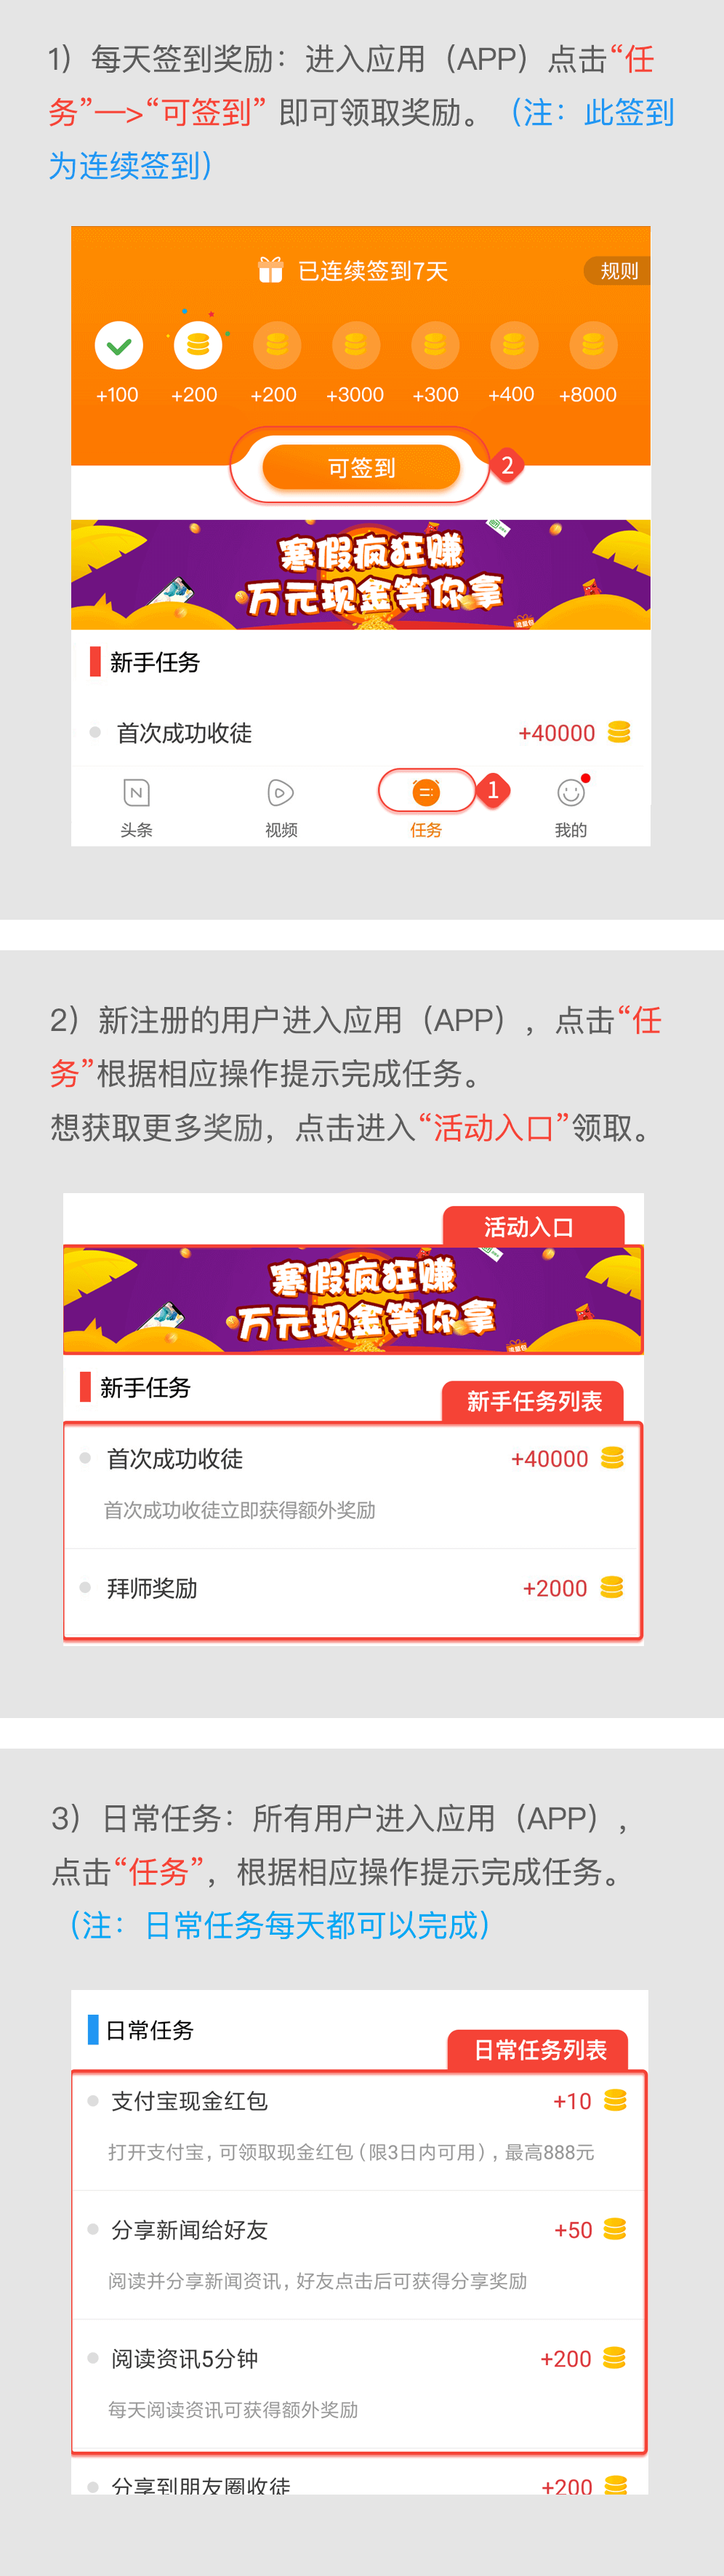 1）每天签到奖励：进入应用（APP）点击“任
务”—>“可签到” 即可领取奖励。（注：此签到
为连续签到）
已连续签到7天
规则
+100 +200 +200 +3000 +300 +400 +8000
可签到
2
寒假疯狂赚
万元现金等你拿
新手任务
首次成功收徒 +40000
1
头条 视频 任务 我的
2）新注册的用户进入应用（APP），点击“任
务”根据相应操作提示完成任务。
想获取更多奖励，点击进入“活动入口”领取。
活动入口
寒假疯狂赚
万元现金等你拿
新手任务
新手任务列表
首次成功收徒 +40000
首次成功收徒立即获得额外奖励
拜师奖励 +2000
3）日常任务：所有用户进入应用（APP），
点击“任务”，根据相应操作提示完成任务。
（注：日常任务每天都可以完成）
日常任务
日常任务列表
支付宝现金红包 +10
打开支付宝，可领取现金红包（限3日内可用），最高888元
分享新闻给好友 +50
阅读并分享新闻资讯，好友点击后可获得分享奖励
阅读资讯5分钟 +200
每天阅读资讯可获得额外奖励
分享到朋友圈收徒 +200